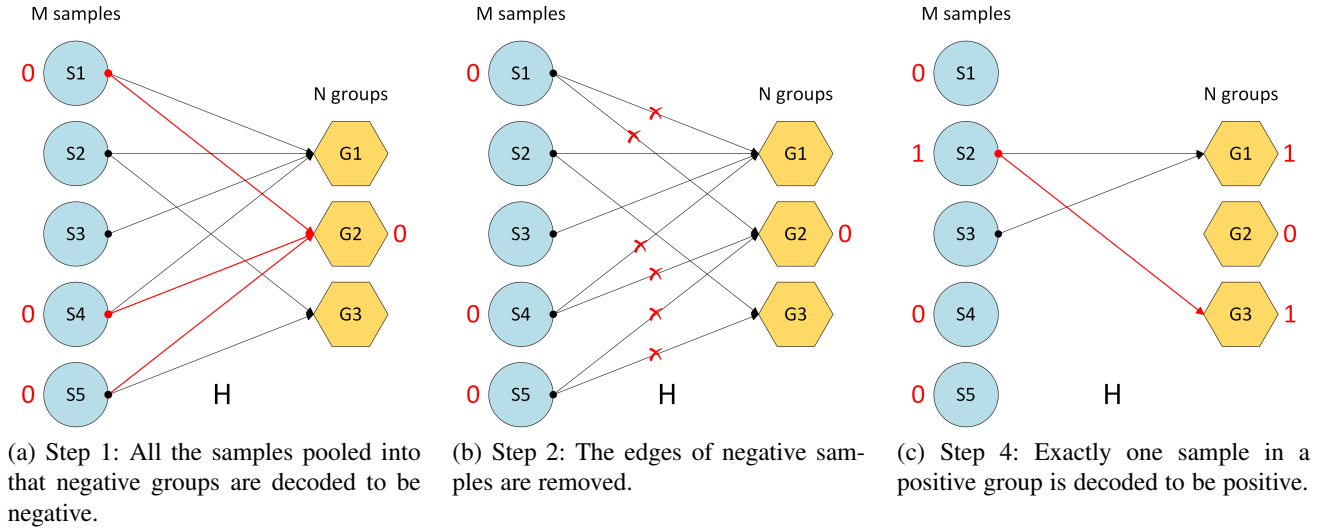 M samples
0
S1
N groups
S2
G1
S3
G2
0
0
S4
G3
0
S5
H
(a) Step 1: All the samples pooled into
that negative groups are decoded to be
negative.
M samples
0
S1
N groups
S2
G1
S3
G2
0
0
S4
G3
0
S5
H
(b) Step 2: The edges of negative sam-
ples are removed.
M samples
0
S1
N groups
1
S2
G1
1
S3
G2
0
0
S4
G3
1
0
S5
H
(c) Step 4: Exactly one sample in a
positive group is decoded to be positive.